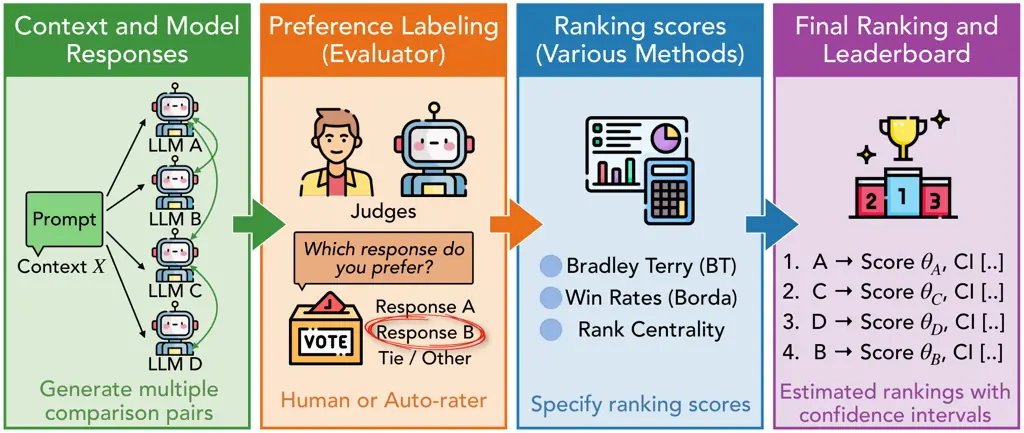 Context and Model
Responses
LLM A
LLM B
Prompt
Context X
LLM C
LLM D
Generate multiple
comparison pairs
Preference Labeling
(Evaluator)
Judges
Which response do
you prefer?
VOTE
Response A
Response B
Tie / Other
Human or Auto-rater
Ranking scores
(Various Methods)
Bradley Terry (BT)
Win Rates (Borda)
Rank Centrality
Specify ranking scores
Final Ranking and
Leaderboard
2 1 3
1. A → Score θ_A, CI [..]
2. C → Score θ_C, CI [..]
3. D → Score θ_D, CI [..]
4. B → Score θ_B, CI [..]
Estimated rankings with
confidence intervals